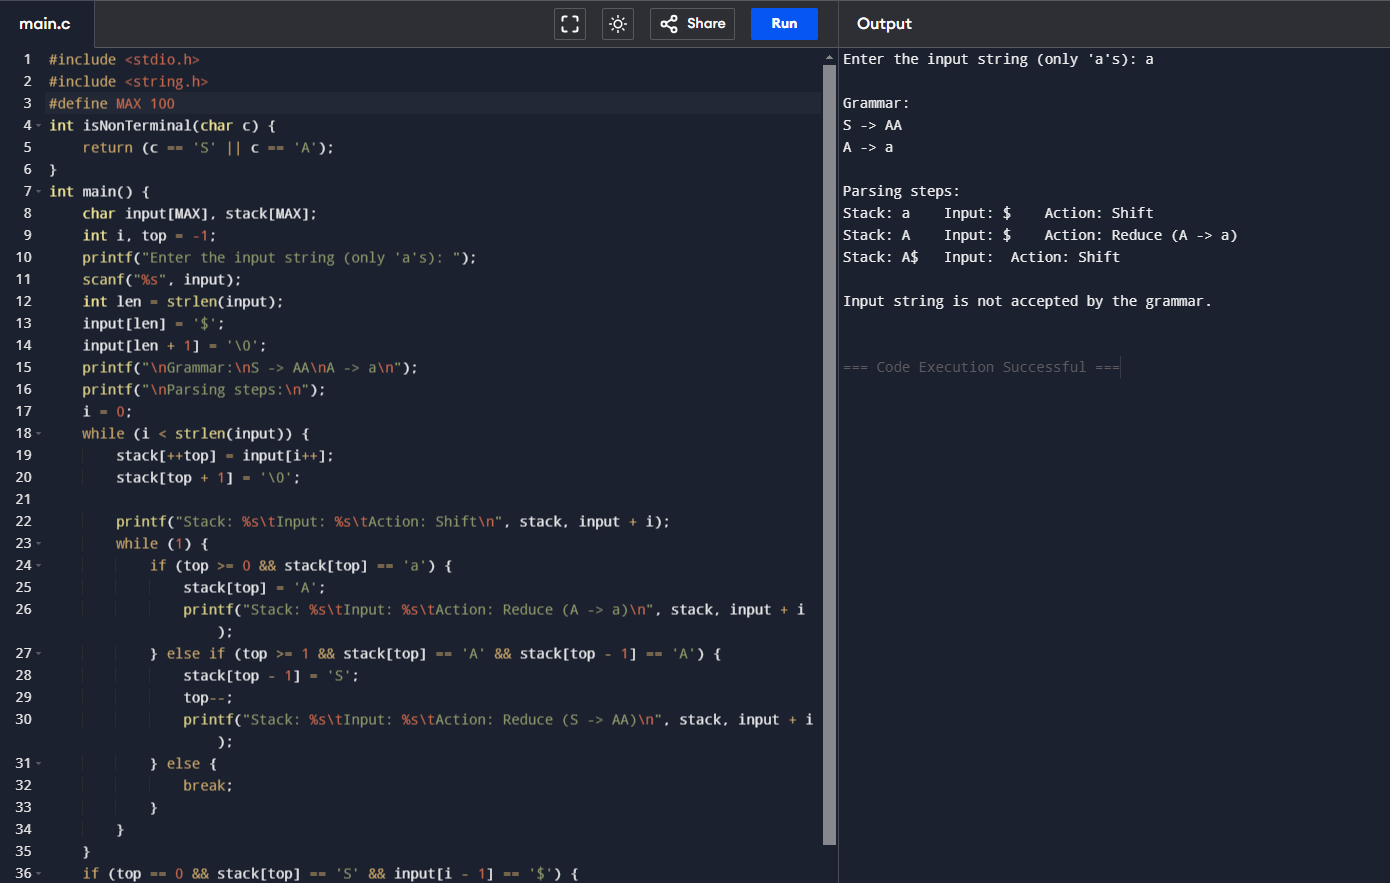 main.c
Share
Run
Output
1 #include <stdio.h>
2 #include <string.h>
3 #define MAX 100
4 int isNonTerminal(char c) {
5     return (c == 'S' || c == 'A');
6 }
7 int main() {
8     char input[MAX], stack[MAX];
9     int i, top = -1;
10     printf("Enter the input string (only 'a's): ");
11     scanf("%s", input);
12     int len = strlen(input);
13     input[len] = '$';
14     input[len + 1] = '\0';
15     printf("\nGrammar:\nS -> AA\nA -> a\n");
16     printf("\nParsing steps:\n");
17     i = 0;
18     while (i < strlen(input)) {
19         stack[++top] = input[i++];
20         stack[top + 1] = '\0';
21
22         printf("Stack: %s\tInput: %s\tAction: Shift\n", stack, input + i);
23         while (1) {
24             if (top >= 0 && stack[top] == 'a') {
25                 stack[top] = 'A';
26                 printf("Stack: %s\tInput: %s\tAction: Reduce (A -> a)\n", stack, input + i
);
27             } else if (top >= 1 && stack[top] == 'A' && stack[top - 1] == 'A') {
28                 stack[top - 1] = 'S';
29                 top--;
30                 printf("Stack: %s\tInput: %s\tAction: Reduce (S -> AA)\n", stack, input + i
);
31             } else {
32                 break;
33             }
34         }
35     }
36     if (top == 0 && stack[top] == 'S' && input[i - 1] == '$') {
Enter the input string (only 'a's): a
Grammar:
S -> AA
A -> a
Parsing steps:
Stack: a    Input: $    Action: Shift
Stack: A    Input: $    Action: Reduce (A -> a)
Stack: A$   Input:  Action: Shift
Input string is not accepted by the grammar.
=== Code Execution Successful ===